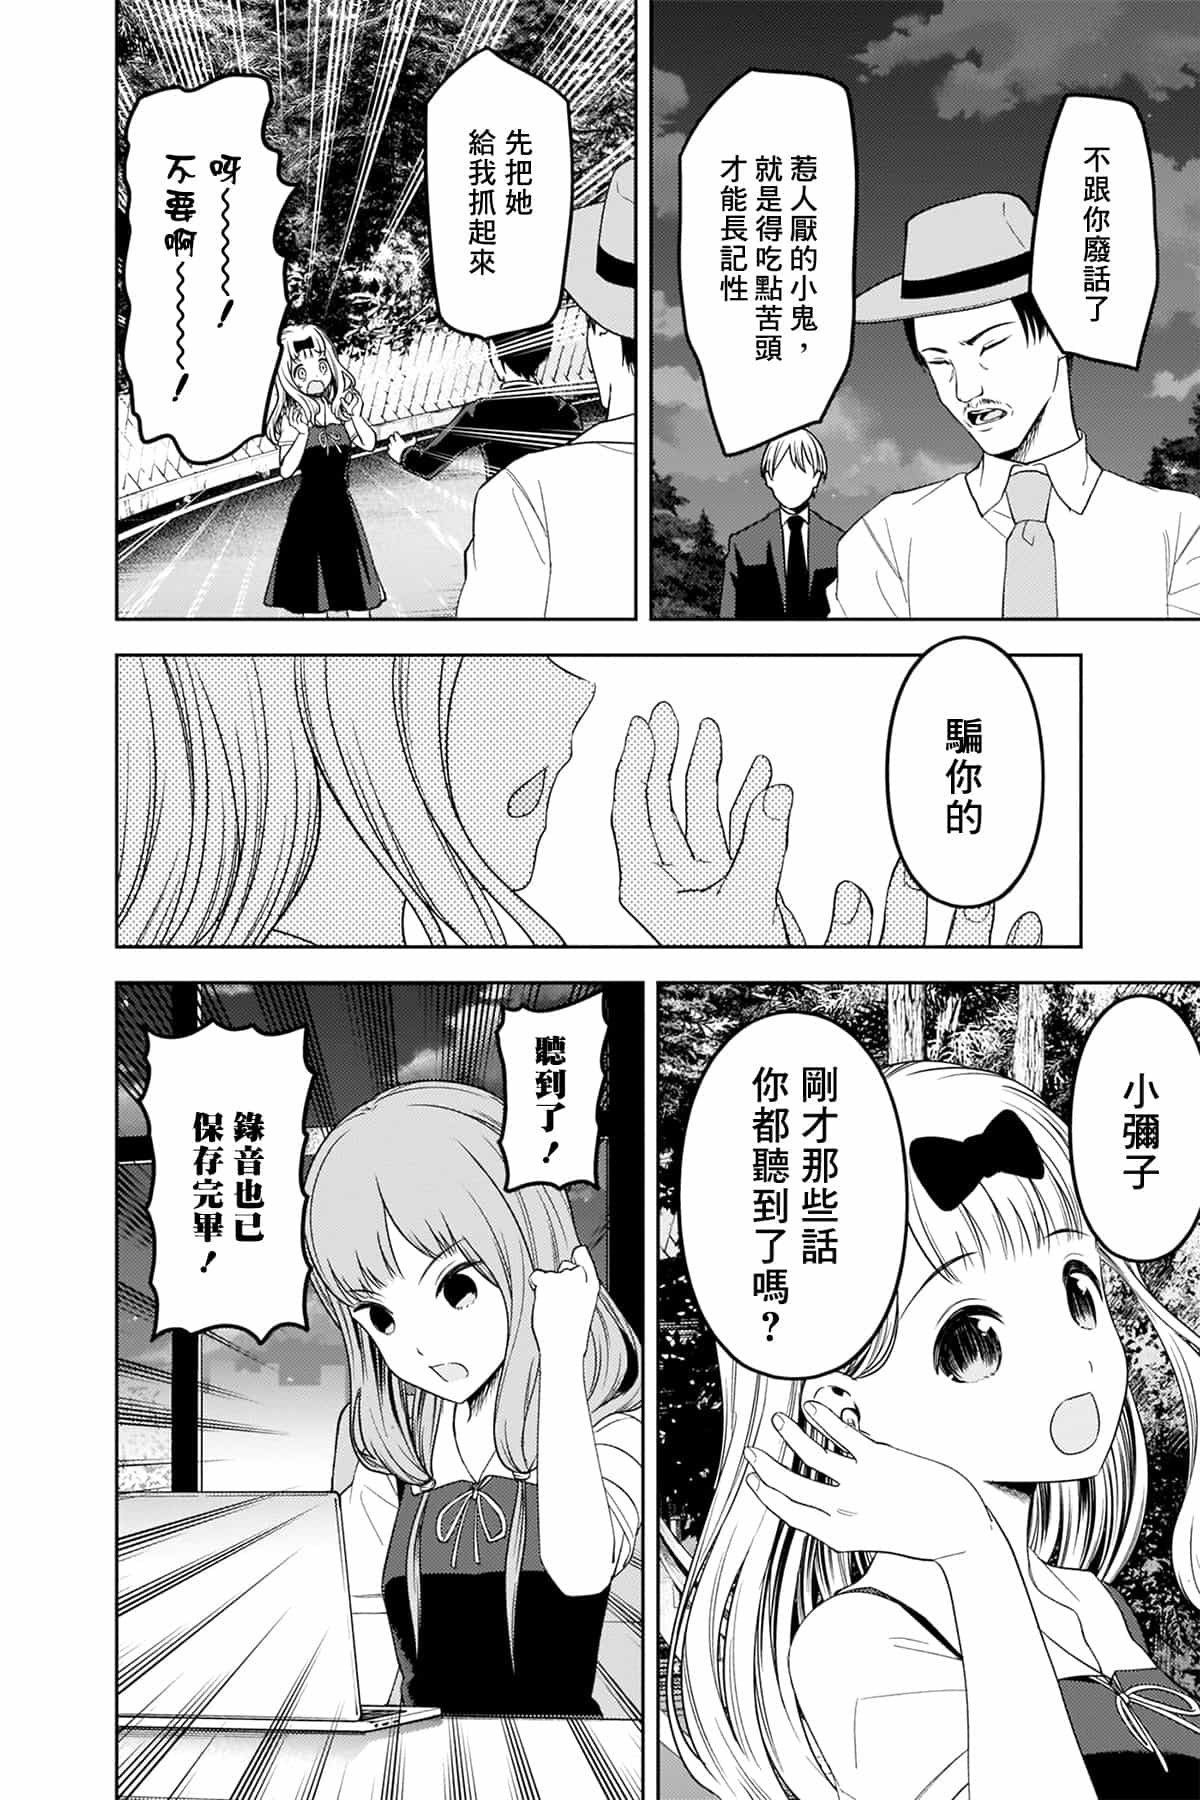 不跟你廢話了
惹人厭的小鬼，
就是得吃點苦頭
才能長記性
先把她
給我抓起來
呀～～～～！
不要啊～～～～！
騙你的
小彌子
剛才那些話
你都聽到了嗎？
聽到了！
錄音也已
保存完畢！